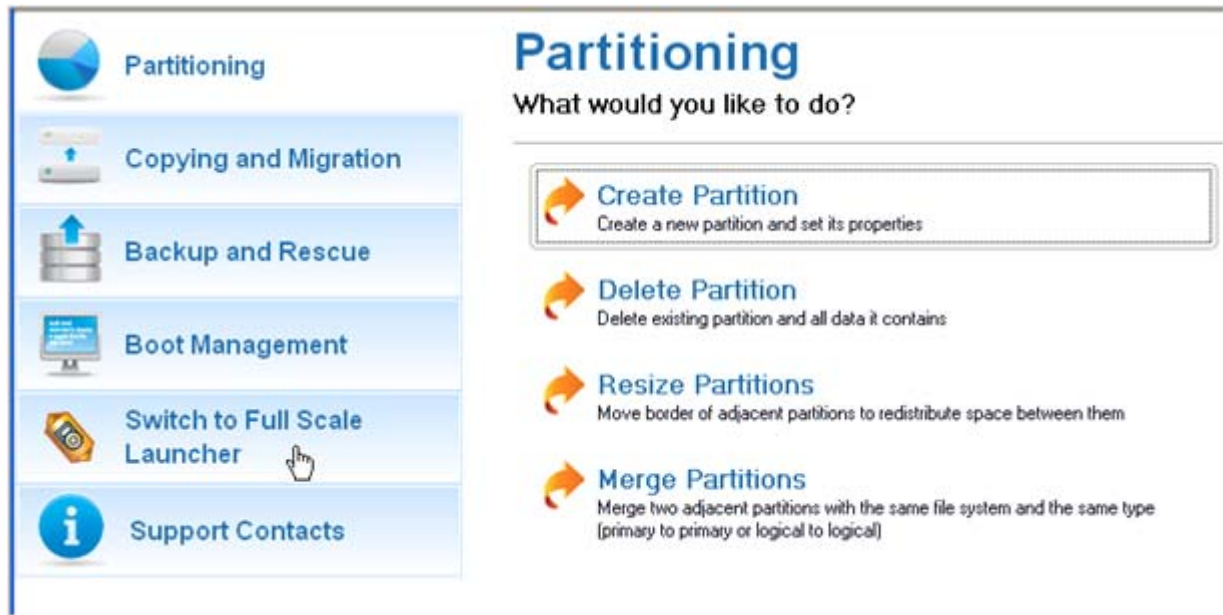 Partitioning
Copying and Migration
Backup and Rescue
Boot Management
Switch to Full Scale
Launcher
Support Contacts
Partitioning
What would you like to do?
Create Partition
Create a new partition and set its properties
Delete Partition
Delete existing partition and all data it contains
Resize Partitions
Move border of adjacent partitions to redistribute space between them
Merge Partitions
Merge two adjacent partitions with the same file system and the same type
(primary to primary or logical to logical)